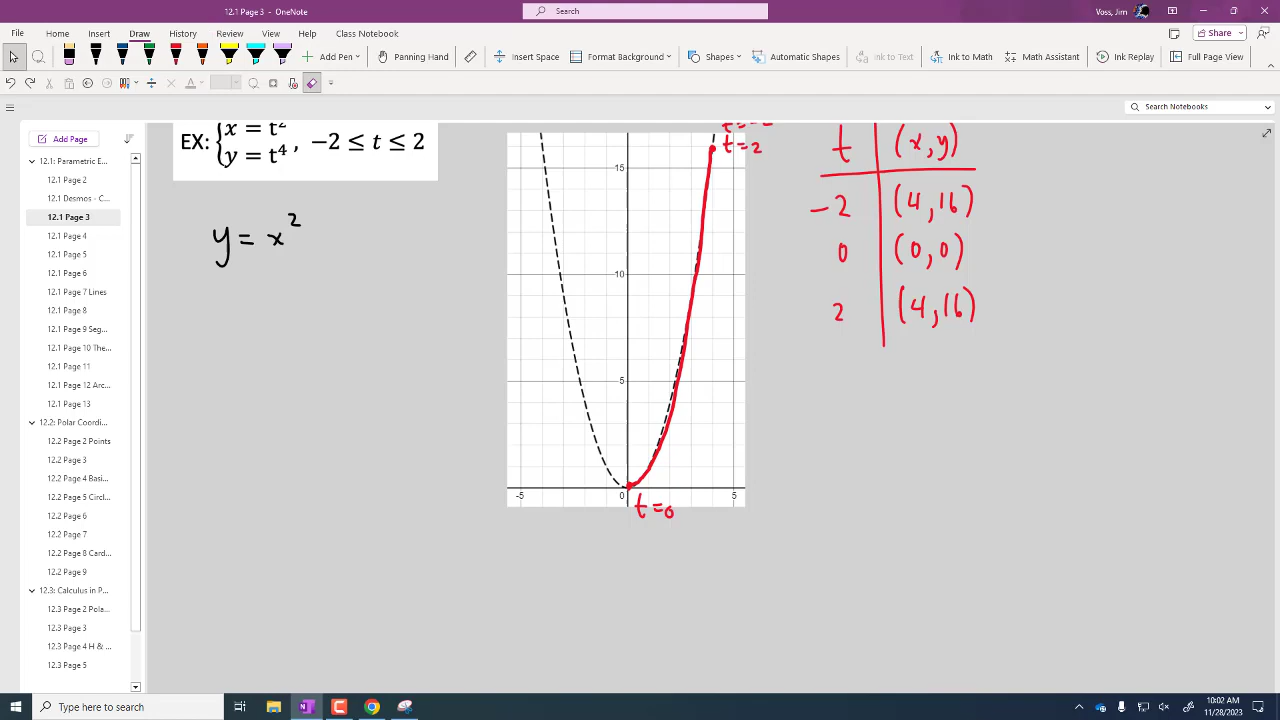 12.1 Page 3 - OneNote
Search
Voss, Jim
File Home Insert Draw History Review View Help Class Notebook
Share
Panning Hand Insert Space Format Background Shapes Automatic Shapes Ink to Text Ink to Math Math Assistant Ink Replay Full Page View
Search Notebooks
Add Page
12.1: Parametric E...
12.1 Page 2
12.1 Desmos - C...
12.1 Page 3
12.1 Page 4
12.1 Page 5
12.1 Page 6
12.1 Page 7 Lines
12.1 Page 8
12.1 Page 9 Seg...
12.1 Page 10 The...
12.1 Page 11
12.1 Page 12 Arc...
12.1 Page 13
12.2: Polar Coordi...
12.2 Page 2 Points
12.2 Page 3
12.2 Page 4 Basi...
12.2 Page 5 Circl...
12.2 Page 6
12.2 Page 7
12.2 Page 8 Card...
12.2 Page 9
12.3: Calculus in P...
12.3 Page 2 Pola...
12.3 Page 3
12.3 Page 4 H & ...
12.3 Page 5
EX: { x = t²
y = t⁴ , −2 ≤ t ≤ 2
y = x²
t = -2
t = 2
15
10
5
-5 0 5
t = 0
t (x, y)
-2 (4, 16)
0 (0, 0)
2 (4, 16)
Type here to search
10:02 AM
11/28/2023